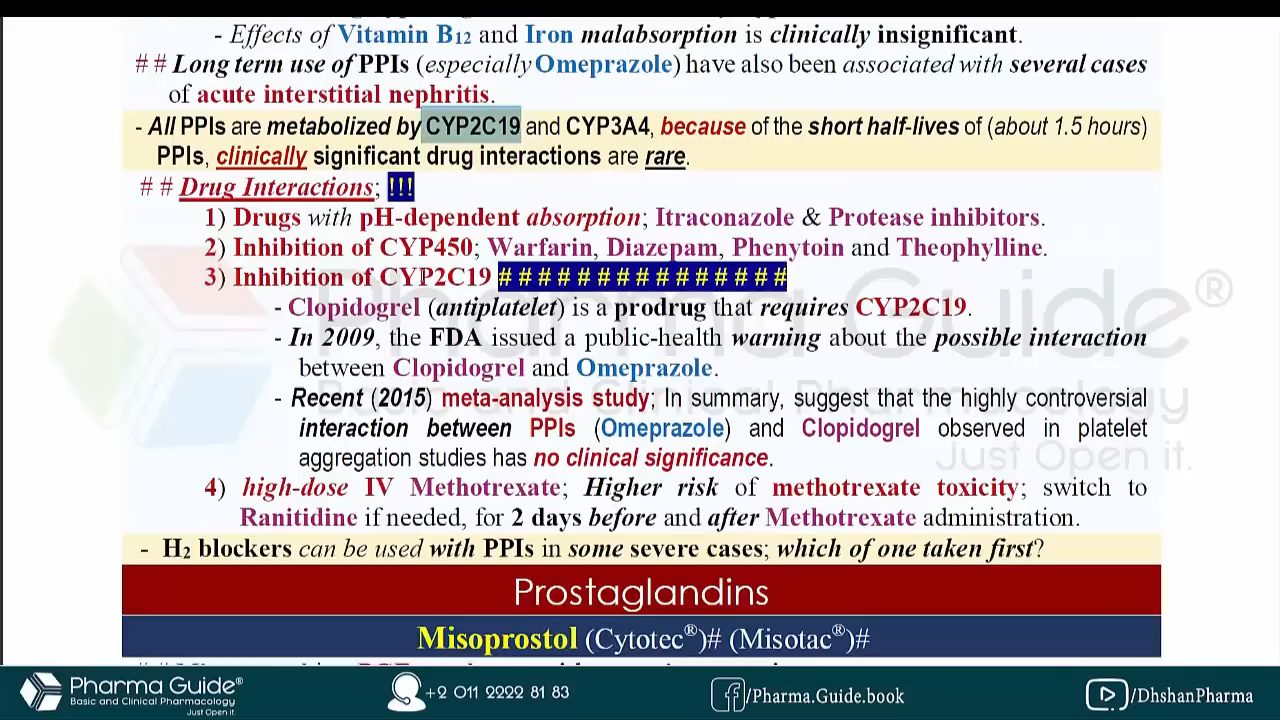 - Effects of Vitamin B12 and Iron malabsorption is clinically insignificant.
## Long term use of PPIs (especially Omeprazole) have also been associated with several cases
of acute interstitial nephritis.
- All PPIs are metabolized by CYP2C19 and CYP3A4, because of the short half-lives of (about 1.5 hours)
PPIs, clinically significant drug interactions are rare.
## Drug Interactions; !!!
1) Drugs with pH-dependent absorption; Itraconazole & Protease inhibitors.
2) Inhibition of CYP450; Warfarin, Diazepam, Phenytoin and Theophylline.
3) Inhibition of CYP2C19 ###############
- Clopidogrel (antiplatelet) is a prodrug that requires CYP2C19.
- In 2009, the FDA issued a public-health warning about the possible interaction
between Clopidogrel and Omeprazole.
- Recent (2015) meta-analysis study; In summary, suggest that the highly controversial
interaction between PPIs (Omeprazole) and Clopidogrel observed in platelet
aggregation studies has no clinical significance.
4) high-dose IV Methotrexate; Higher risk of methotrexate toxicity; switch to
Ranitidine if needed, for 2 days before and after Methotrexate administration.
- H2 blockers can be used with PPIs in some severe cases; which of one taken first?
Prostaglandins
Misoprostol (Cytotec®)# (Misotac®)#
Pharma Guide®
Basic and Clinical Pharmacology
Just Open it.
+2 011 2222 81 83
/Pharma.Guide.book
/DhshanPharma
Pharma Guide®
Basic and Clinical Pharmacology
Just Open it.